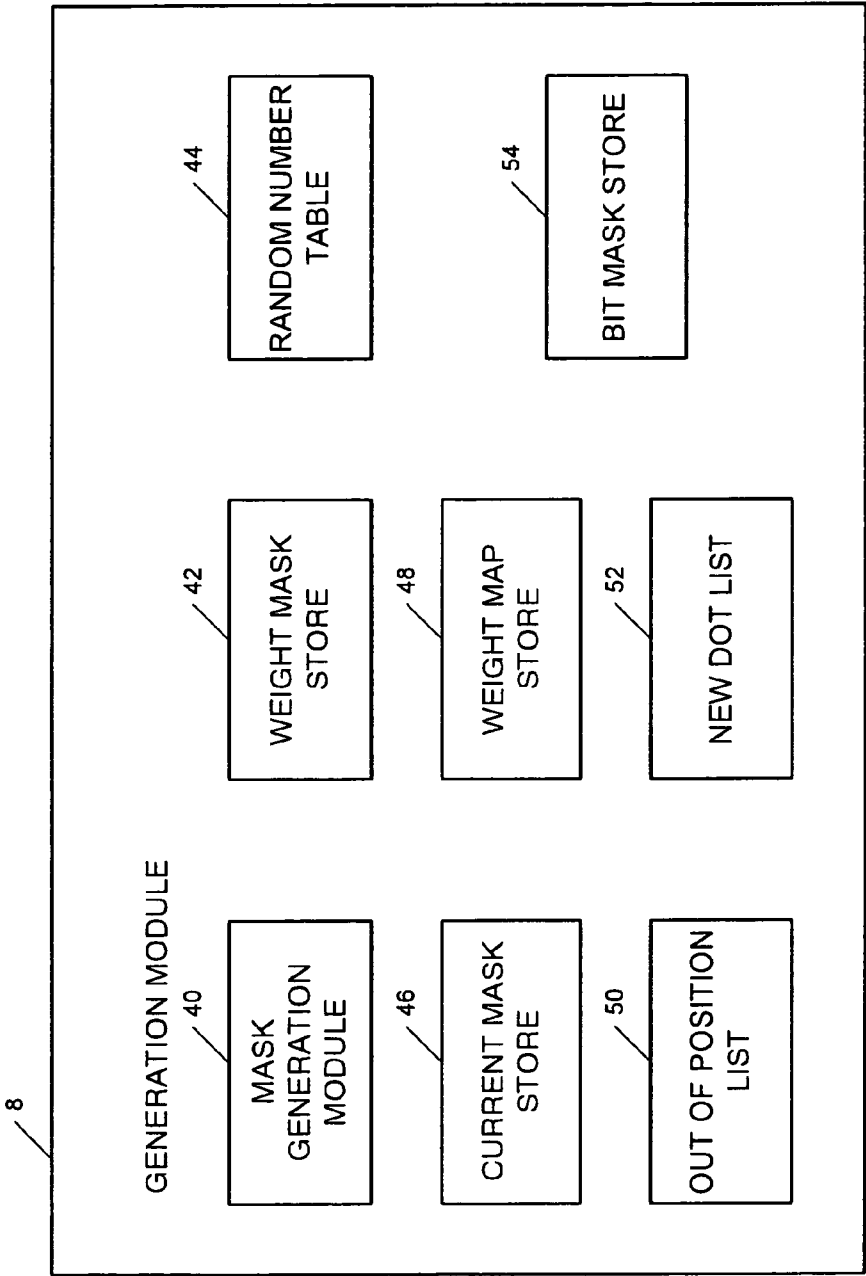 8
GENERATION MODULE
40
MASK
GENERATION
MODULE
42
WEIGHT MASK
STORE
44
RANDOM NUMBER
TABLE
46
CURRENT MASK
STORE
48
WEIGHT MAP
STORE
54
BIT MASK STORE
50
OUT OF POSITION
LIST
52
NEW DOT LIST